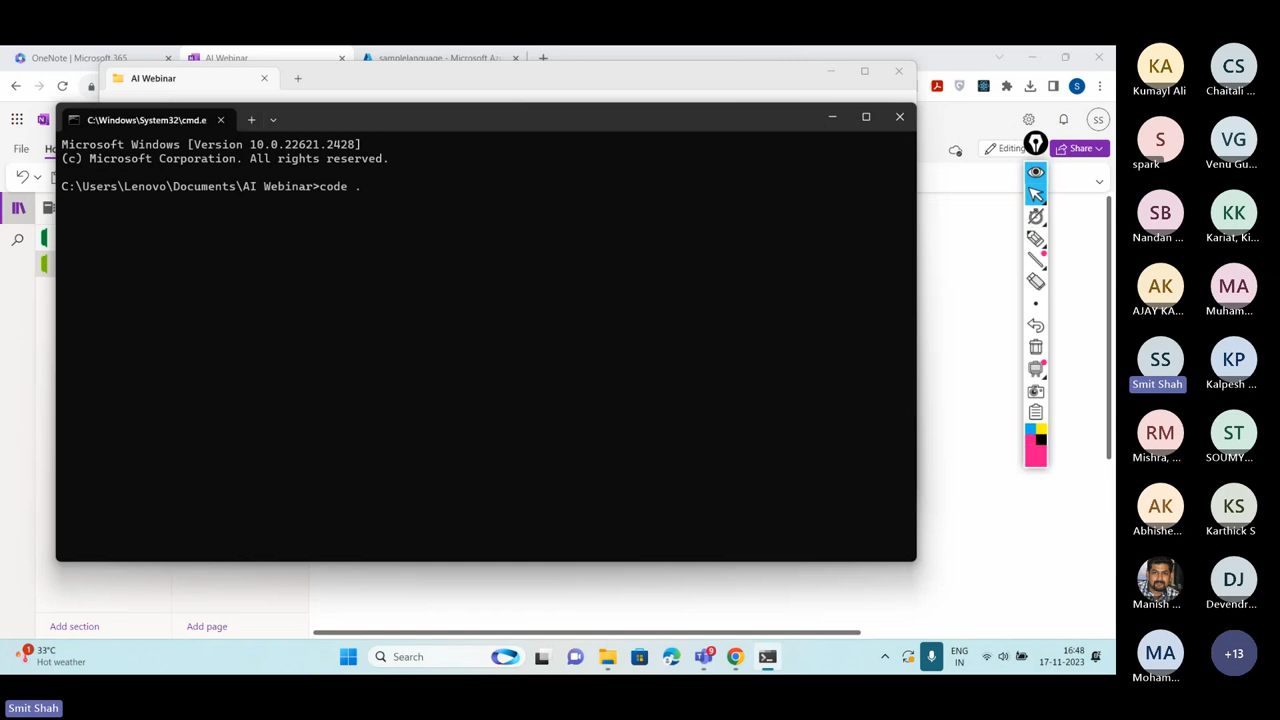 OneNote | Microsoft 365
AI Webinar
samplelanguage - Microsoft Az
AI Webinar
C:\Windows\System32\cmd.e
Microsoft Windows [Version 10.0.22621.2428]
(c) Microsoft Corporation. All rights reserved.
C:\Users\Lenovo\Documents\AI Webinar>code .
File
S
SS
Editing
Share
Add section
Add page
1
33°C
Hot weather
Search
9
ENG
IN
16:48
17-11-2023
KA
Kumayl Ali
CS
Chaitali ...
S
spark
VG
Venu Gu...
SB
Nandan ...
KK
Kariat, Ki...
AK
AJAY KA...
MA
Muham...
SS
Smit Shah
KP
Kalpesh ...
RM
Mishra, ...
ST
SOUMY...
AK
Abhishe...
KS
Karthick S
Manish ...
DJ
Devendr...
MA
Moham...
+13
Smit Shah